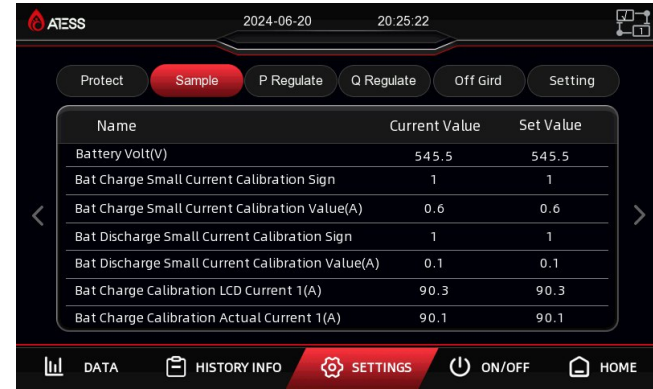 ATESS 2024-06-20 20:25:22
1
Protect Sample P Regulate Q Regulate Off Gird Setting
Name Current Value Set Value
Battery Volt(V) 545.5 545.5
Bat Charge Small Current Calibration Sign 1 1
Bat Charge Small Current Calibration Value(A) 0.6 0.6
Bat Discharge Small Current Calibration Sign 1 1
Bat Discharge Small Current Calibration Value(A) 0.1 0.1
Bat Charge Calibration LCD Current 1(A) 90.3 90.3
Bat Charge Calibration Actual Current 1(A) 90.1 90.1
DATA HISTORY INFO SETTINGS ON/OFF HOME